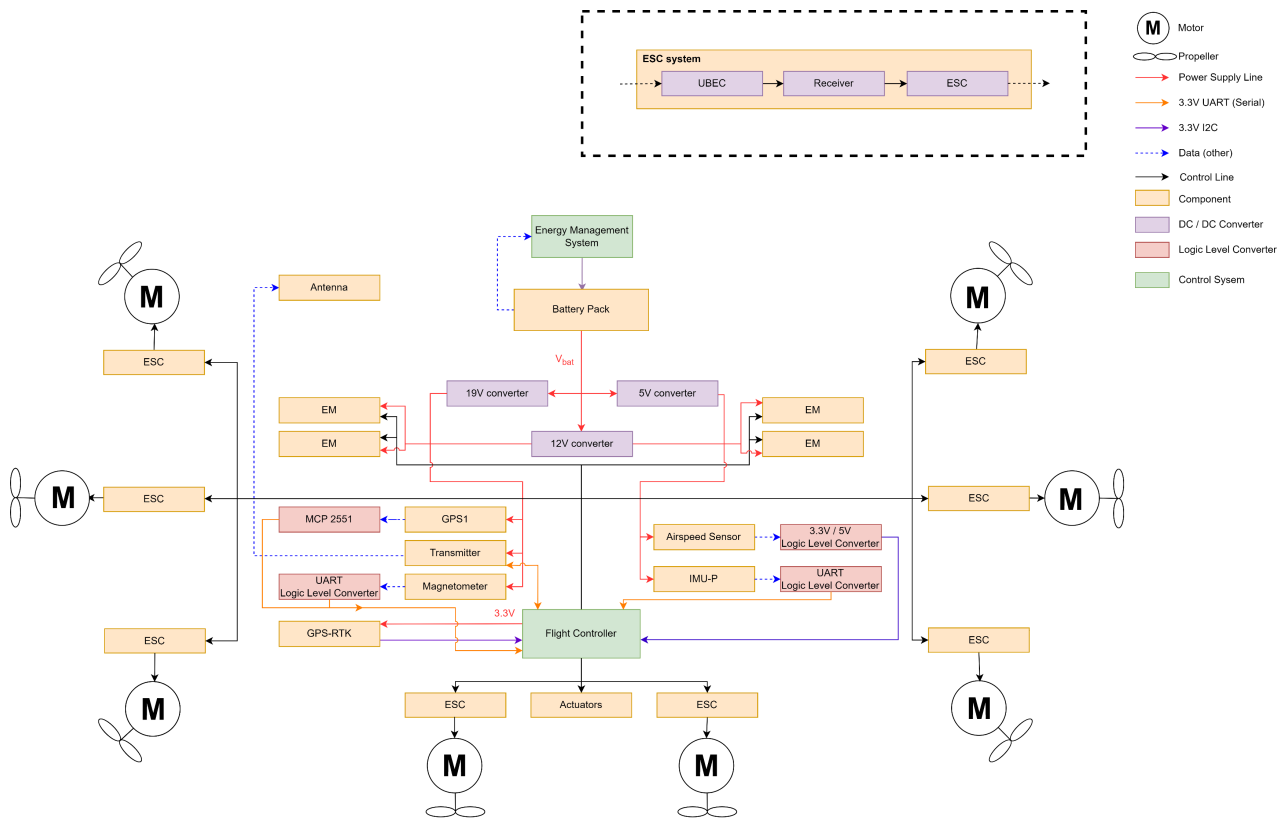 M
Motor
Propeller
ESC system
UBEC
Receiver
ESC
Power Supply Line
3.3V UART (Serial)
3.3V I2C
Data (other)
Control Line
Component
DC / DC Converter
Logic Level Converter
Control Sysem
Energy Management
System
Antenna
Battery Pack
M
M
ESC
ESC
Vbat
19V converter
5V converter
EM
EM
EM
12V converter
EM
M
ESC
ESC
M
MCP 2551
GPS1
Airspeed Sensor
3.3V / 5V
Logic Level Converter
Transmitter
UART
Logic Level Converter
Magnetometer
IMU-P
UART
Logic Level Converter
3.3V
GPS-RTK
Flight Controller
ESC
ESC
M
M
ESC
Actuators
ESC
M
M